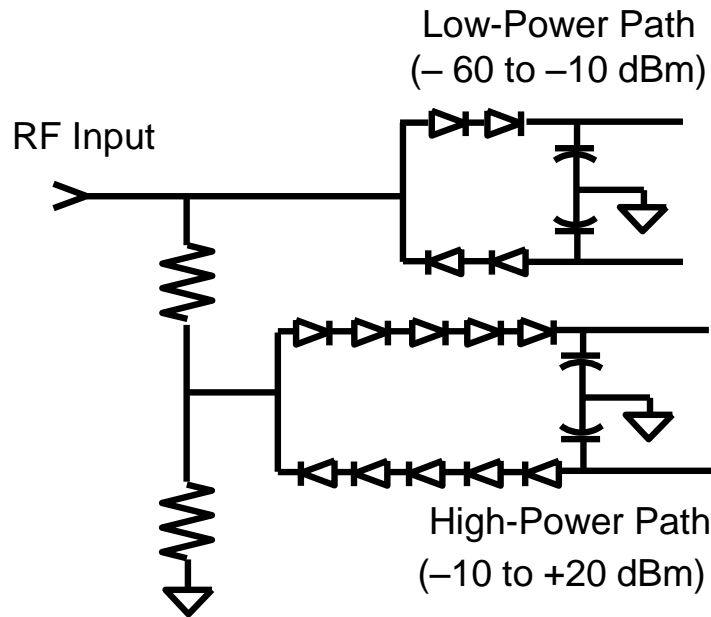 Low-Power Path
(– 60 to –10 dBm)
RF Input
High-Power Path
(–10 to +20 dBm)